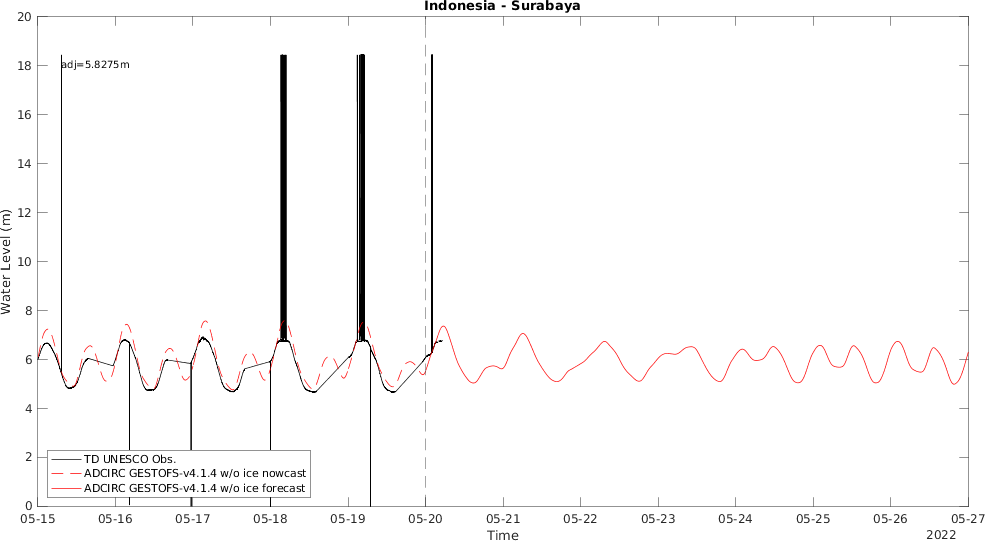 Indonesia - Surabaya
20
18
16
14
12
10
8
6
4
2
0
Water Level (m)
adj=5.8275m
TD UNESCO Obs.
ADCIRC GESTOFS-v4.1.4 w/o ice nowcast
ADCIRC GESTOFS-v4.1.4 w/o ice forecast
05-15 05-16 05-17 05-18 05-19 05-20 05-21 05-22 05-23 05-24 05-25 05-26 05-27
Time
2022